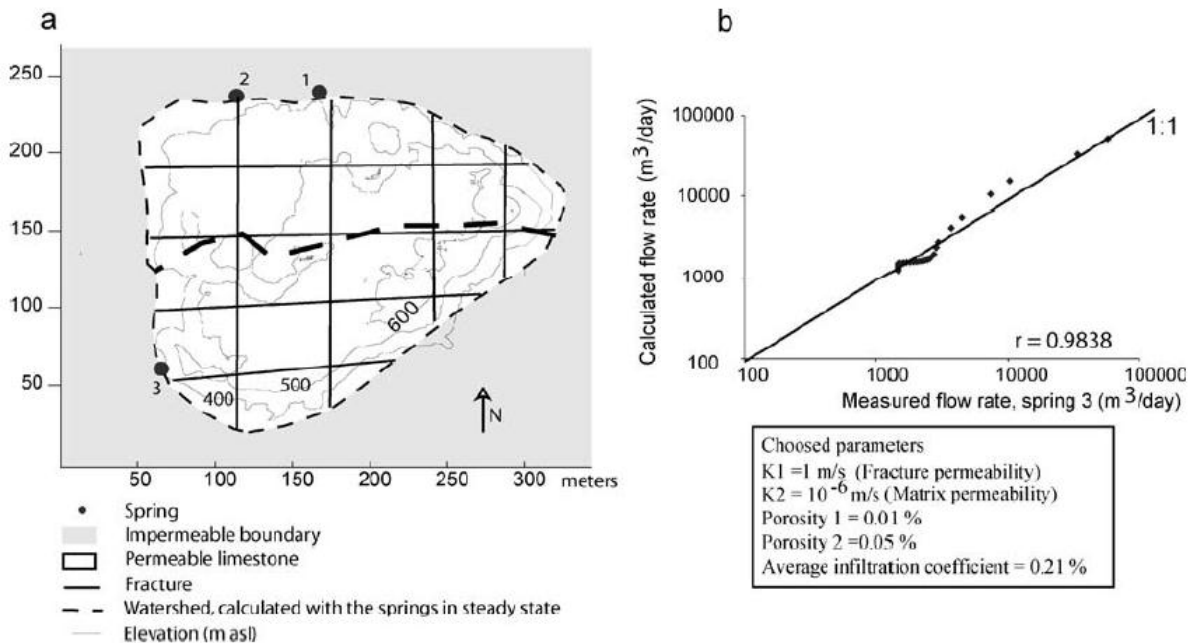 a
250
200
150
100
50
2
1
3
600
500
400
N
50
100
150
200
250
300
meters
Spring
Impermeable boundary
Permeable limestone
Fracture
Watershed, calculated with the springs in steady state
Elevation (m asl)
b
Calculated flow rate (m3/day)
100000
10000
1000
100
1:1
r = 0.9838
100
1000
10000
100000
Measured flow rate, spring 3 (m3/day)
Choosed parameters
K1 =1 m/s (Fracture permeability)
K2 = 10-6 m/s (Matrix permeability)
Porosity 1 = 0.01 %
Porosity 2 =0.05 %
Average infiltration coefficient = 0.21 %